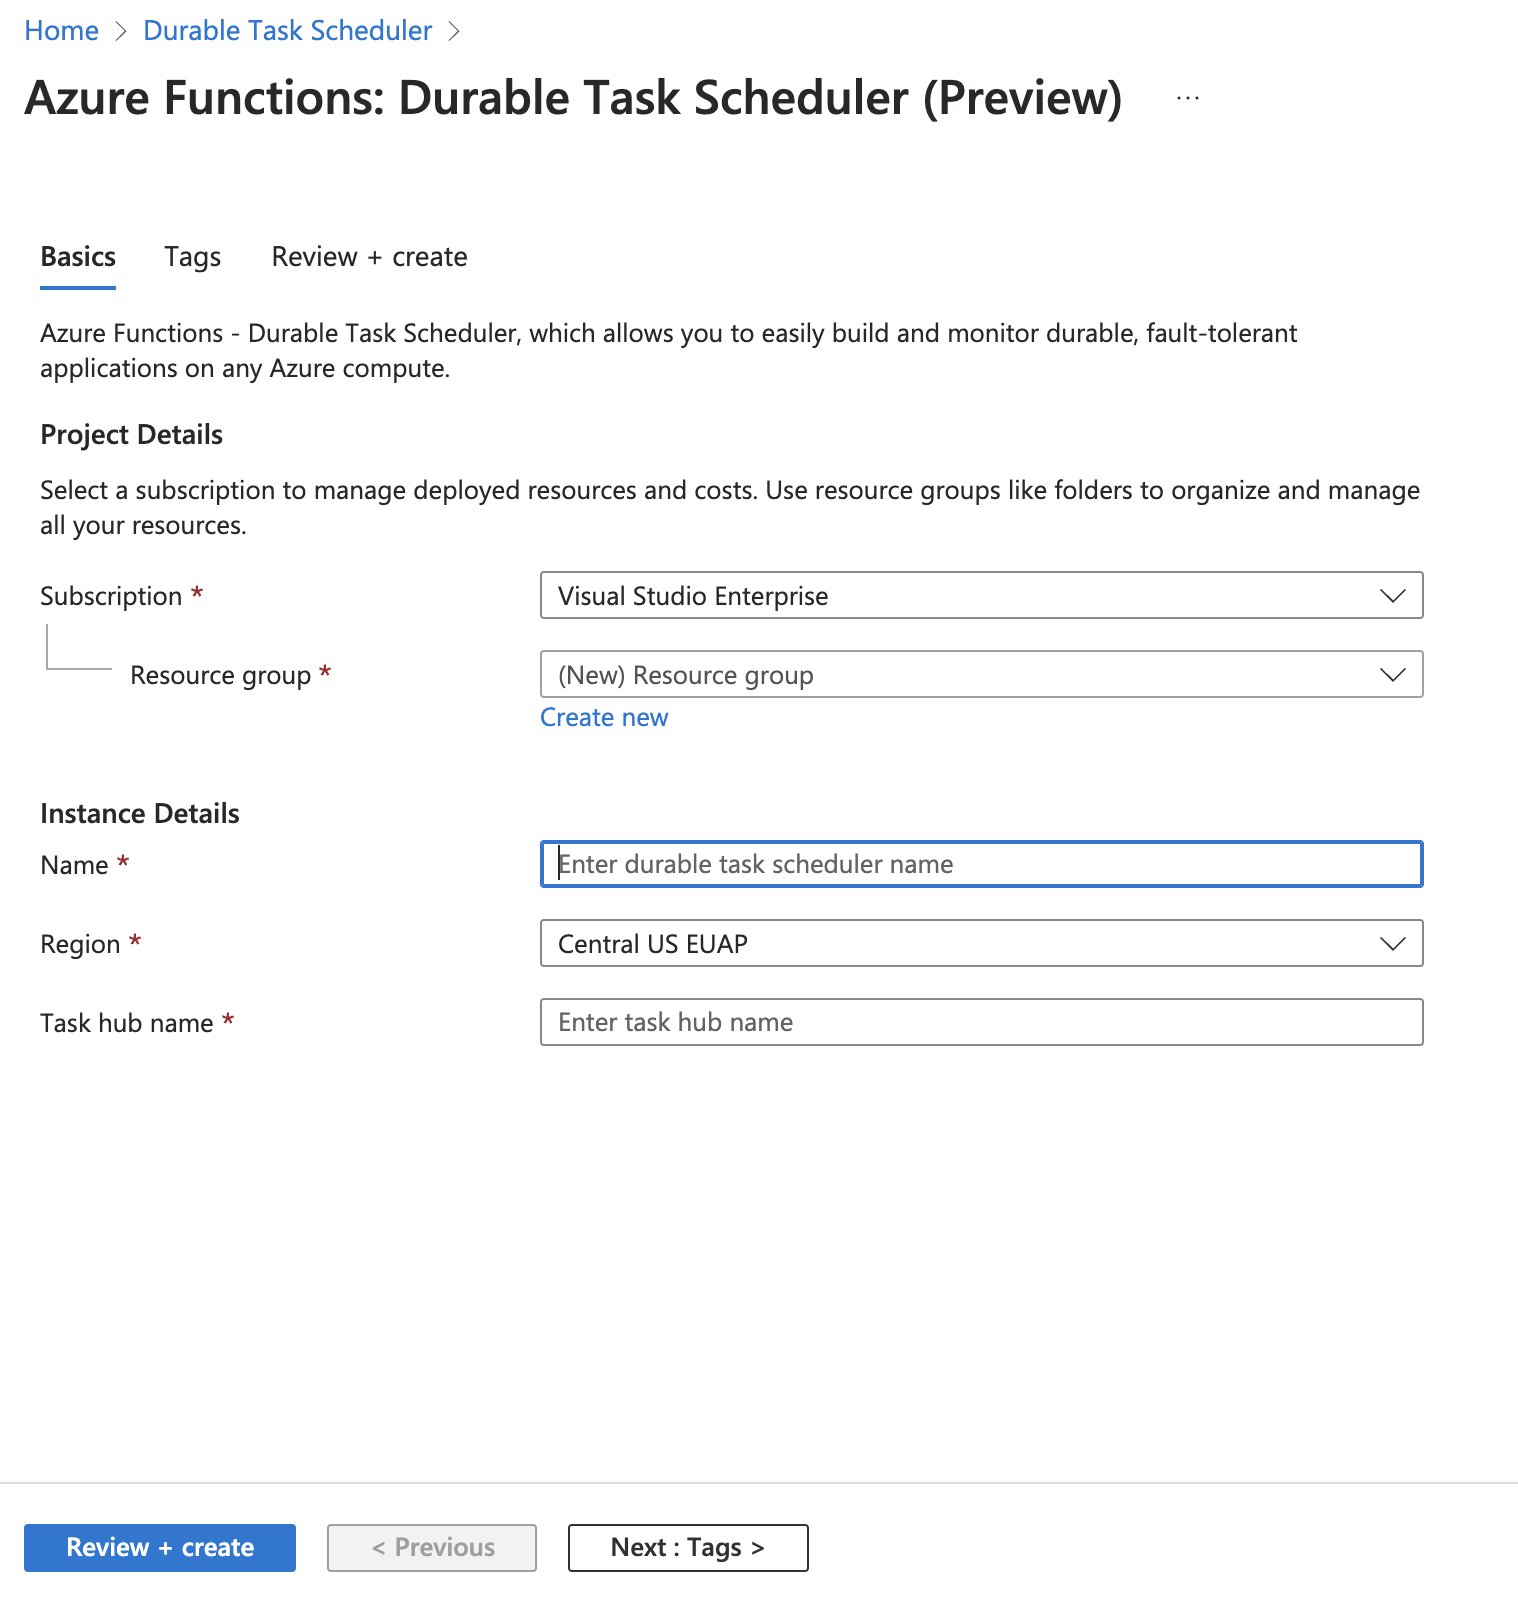 Home > Durable Task Scheduler >
Azure Functions: Durable Task Scheduler (Preview) ...
Basics Tags Review + create
Azure Functions - Durable Task Scheduler, which allows you to easily build and monitor durable, fault-tolerant
applications on any Azure compute.
Project Details
Select a subscription to manage deployed resources and costs. Use resource groups like folders to organize and manage
all your resources.
Subscription * Visual Studio Enterprise
Resource group * (New) Resource group
Create new
Instance Details
Name * Enter durable task scheduler name
Region * Central US EUAP
Task hub name * Enter task hub name
Review + create < Previous Next : Tags >